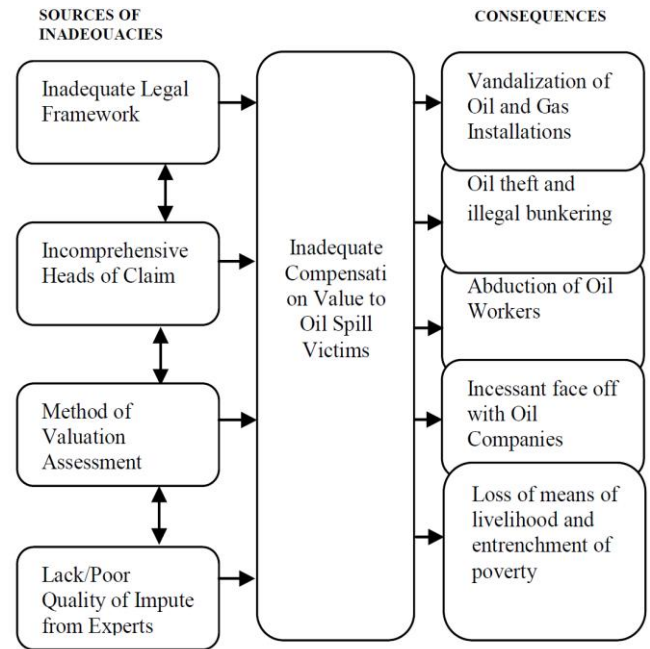 SOURCES OF
INADEQUACIES
Inadequate Legal
Framework
Incomprehensive
Heads of Claim
Method of
Valuation
Assessment
Lack/Poor
Quality of Impute
from Experts
Inadequate
Compensati
on Value to
Oil Spill
Victims
CONSEQUENCES
Vandalization of
Oil and Gas
Installations
Oil theft and
illegal bunkering
Abduction of Oil
Workers
Incessant face off
with Oil
Companies
Loss of means of
livelihood and
entrenchment of
poverty